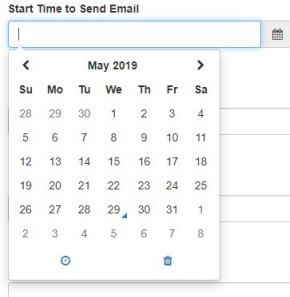 Start Time to Send Email
May 2019
Su Mo Tu We Th Fr Sa
28 29 30 1 2 3 4
5 6 7 8 9 10 11
12 13 14 15 16 17 18
19 20 21 22 23 24 25
26 27 28 29 30 31 1
2 3 4 5 6 7 8